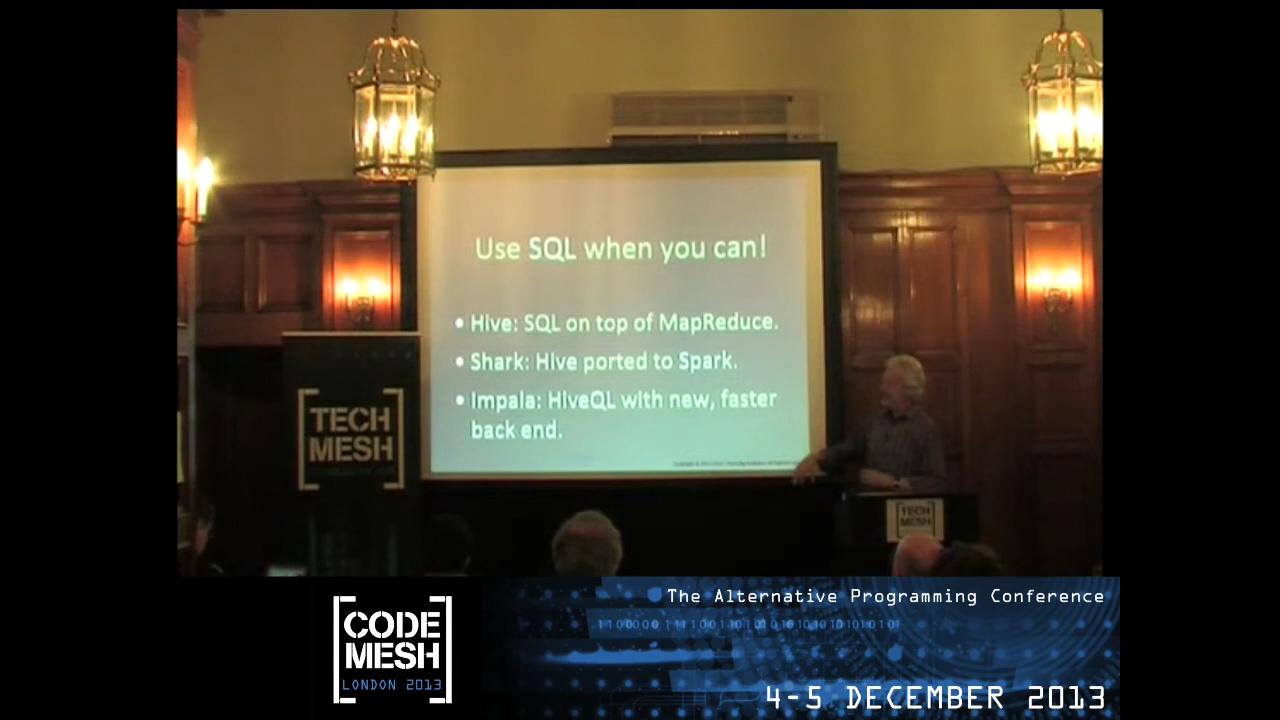 Use SQL when you can!
• Hive: SQL on top of MapReduce.
• Shark: Hive ported to Spark.
• Impala: HiveQL with new, faster
back end.
TECH
MESH
TECH
MESH
The Alternative Programming Conference
CODE
MESH
LONDON 2013
4-5 DECEMBER 2013